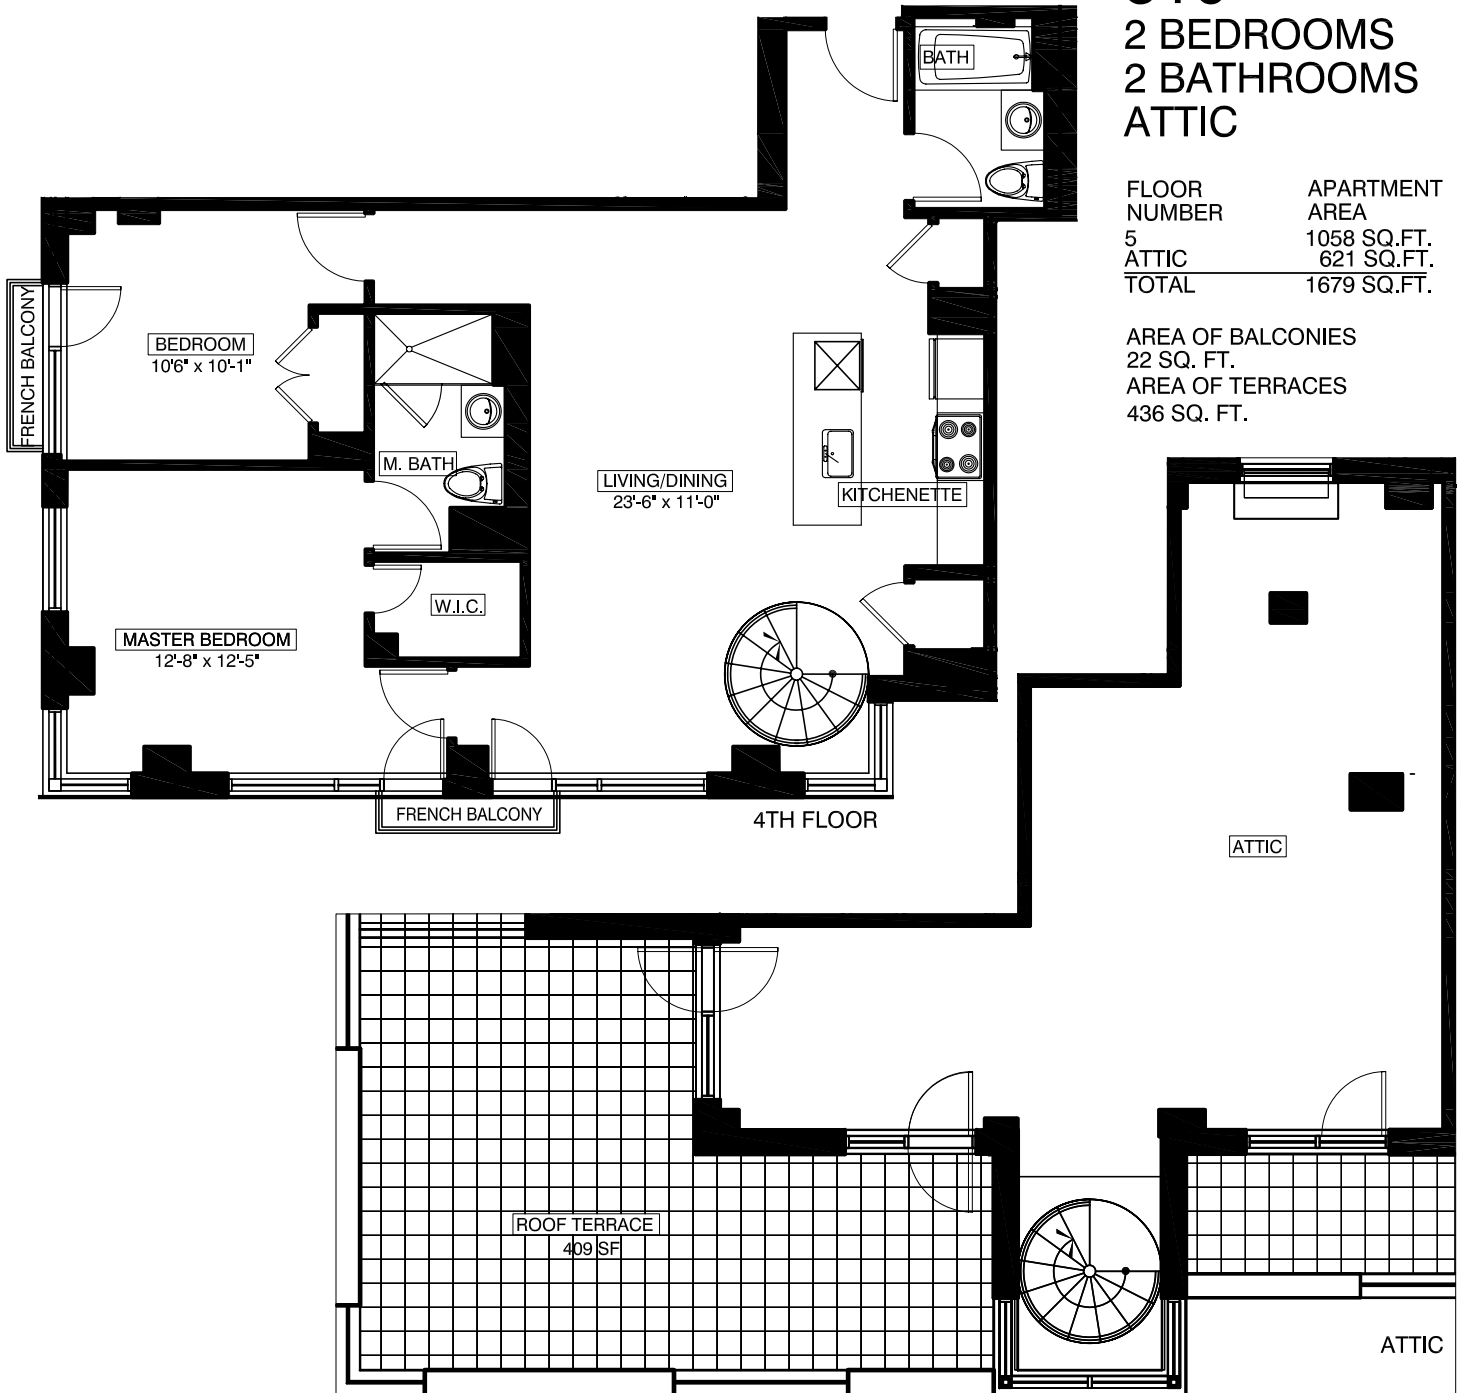 2 BEDROOMS
2 BATHROOMS
ATTIC
FLOOR NUMBER APARTMENT AREA
5 1058 SQ.FT.
ATTIC 621 SQ.FT.
TOTAL 1679 SQ.FT.
AREA OF BALCONIES
22 SQ. FT.
AREA OF TERRACES
436 SQ. FT.
BATH
FRENCH BALCONY
BEDROOM
10'6" x 10'-1"
M. BATH
LIVING/DINING
23'-6" x 11'-0"
KITCHENETTE
W.I.C.
MASTER BEDROOM
12'-8" x 12'-5"
FRENCH BALCONY
4TH FLOOR
ATTIC
ROOF TERRACE
409 SF
ATTIC